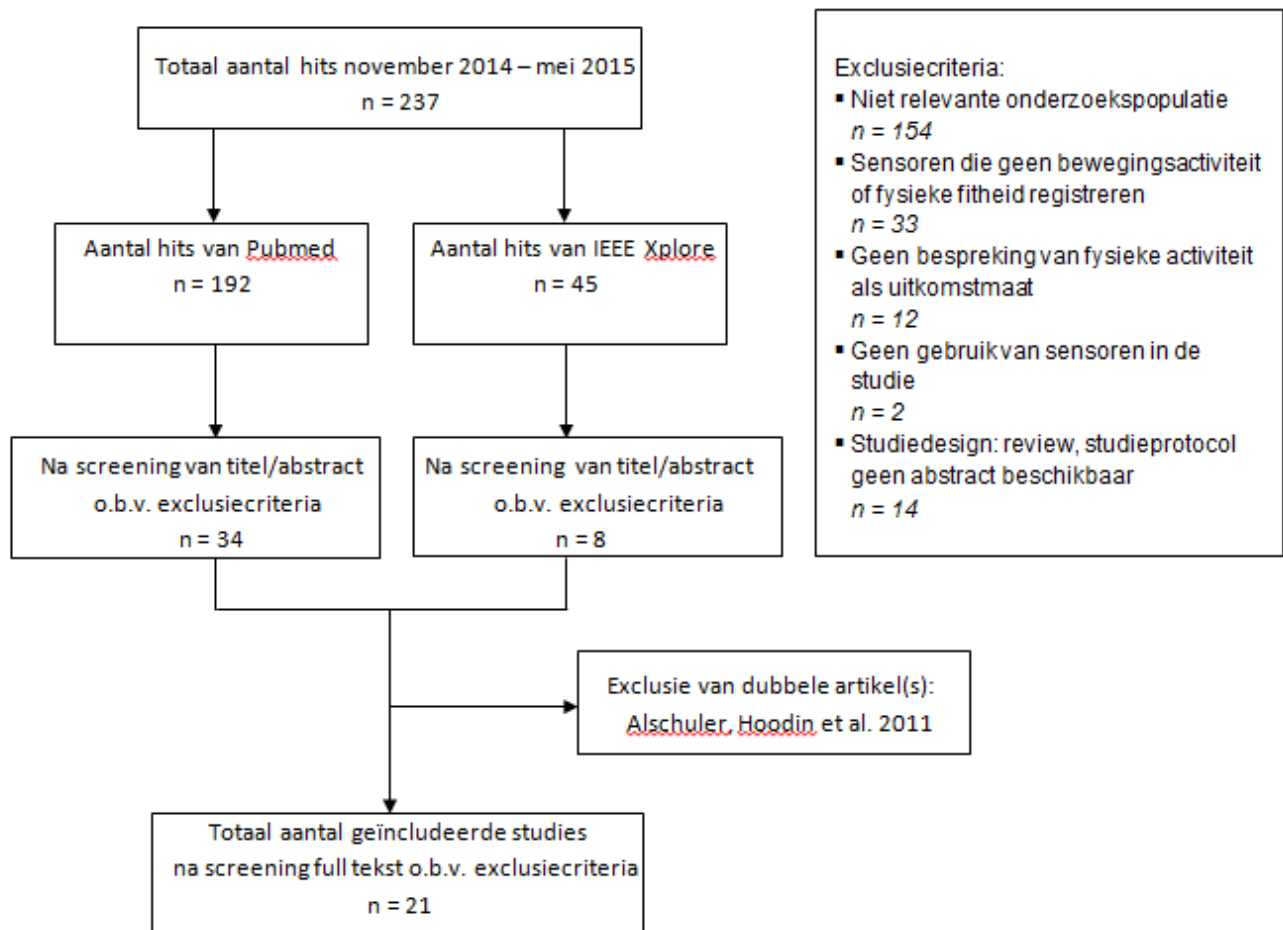 Totaal aantal hits november 2014 – mei 2015
n = 237
Aantal hits van Pubmed
n = 192
Aantal hits van IEEE Xplore
n = 45
Na screening van titel/abstract
o.b.v. exclusiecriteria
n = 34
Na screening van titel/abstract
o.b.v. exclusiecriteria
n = 8
Exclusie van dubbele artikel(s):
Alschuler, Hoodin et al. 2011
Totaal aantal geïncludeerde studies
na screening full tekst o.b.v. exclusiecriteria
n = 21
Exclusiecriteria:
▪ Niet relevante onderzoekspopulatie
n = 154
▪ Sensoren die geen bewegingsactiviteit
of fysieke fitheid registreren
n = 33
▪ Geen bespreking van fysieke activiteit
als uitkomstmaat
n = 12
▪ Geen gebruik van sensoren in de
studie
n = 2
▪ Studiedesign: review, studieprotocol
geen abstract beschikbaar
n = 14